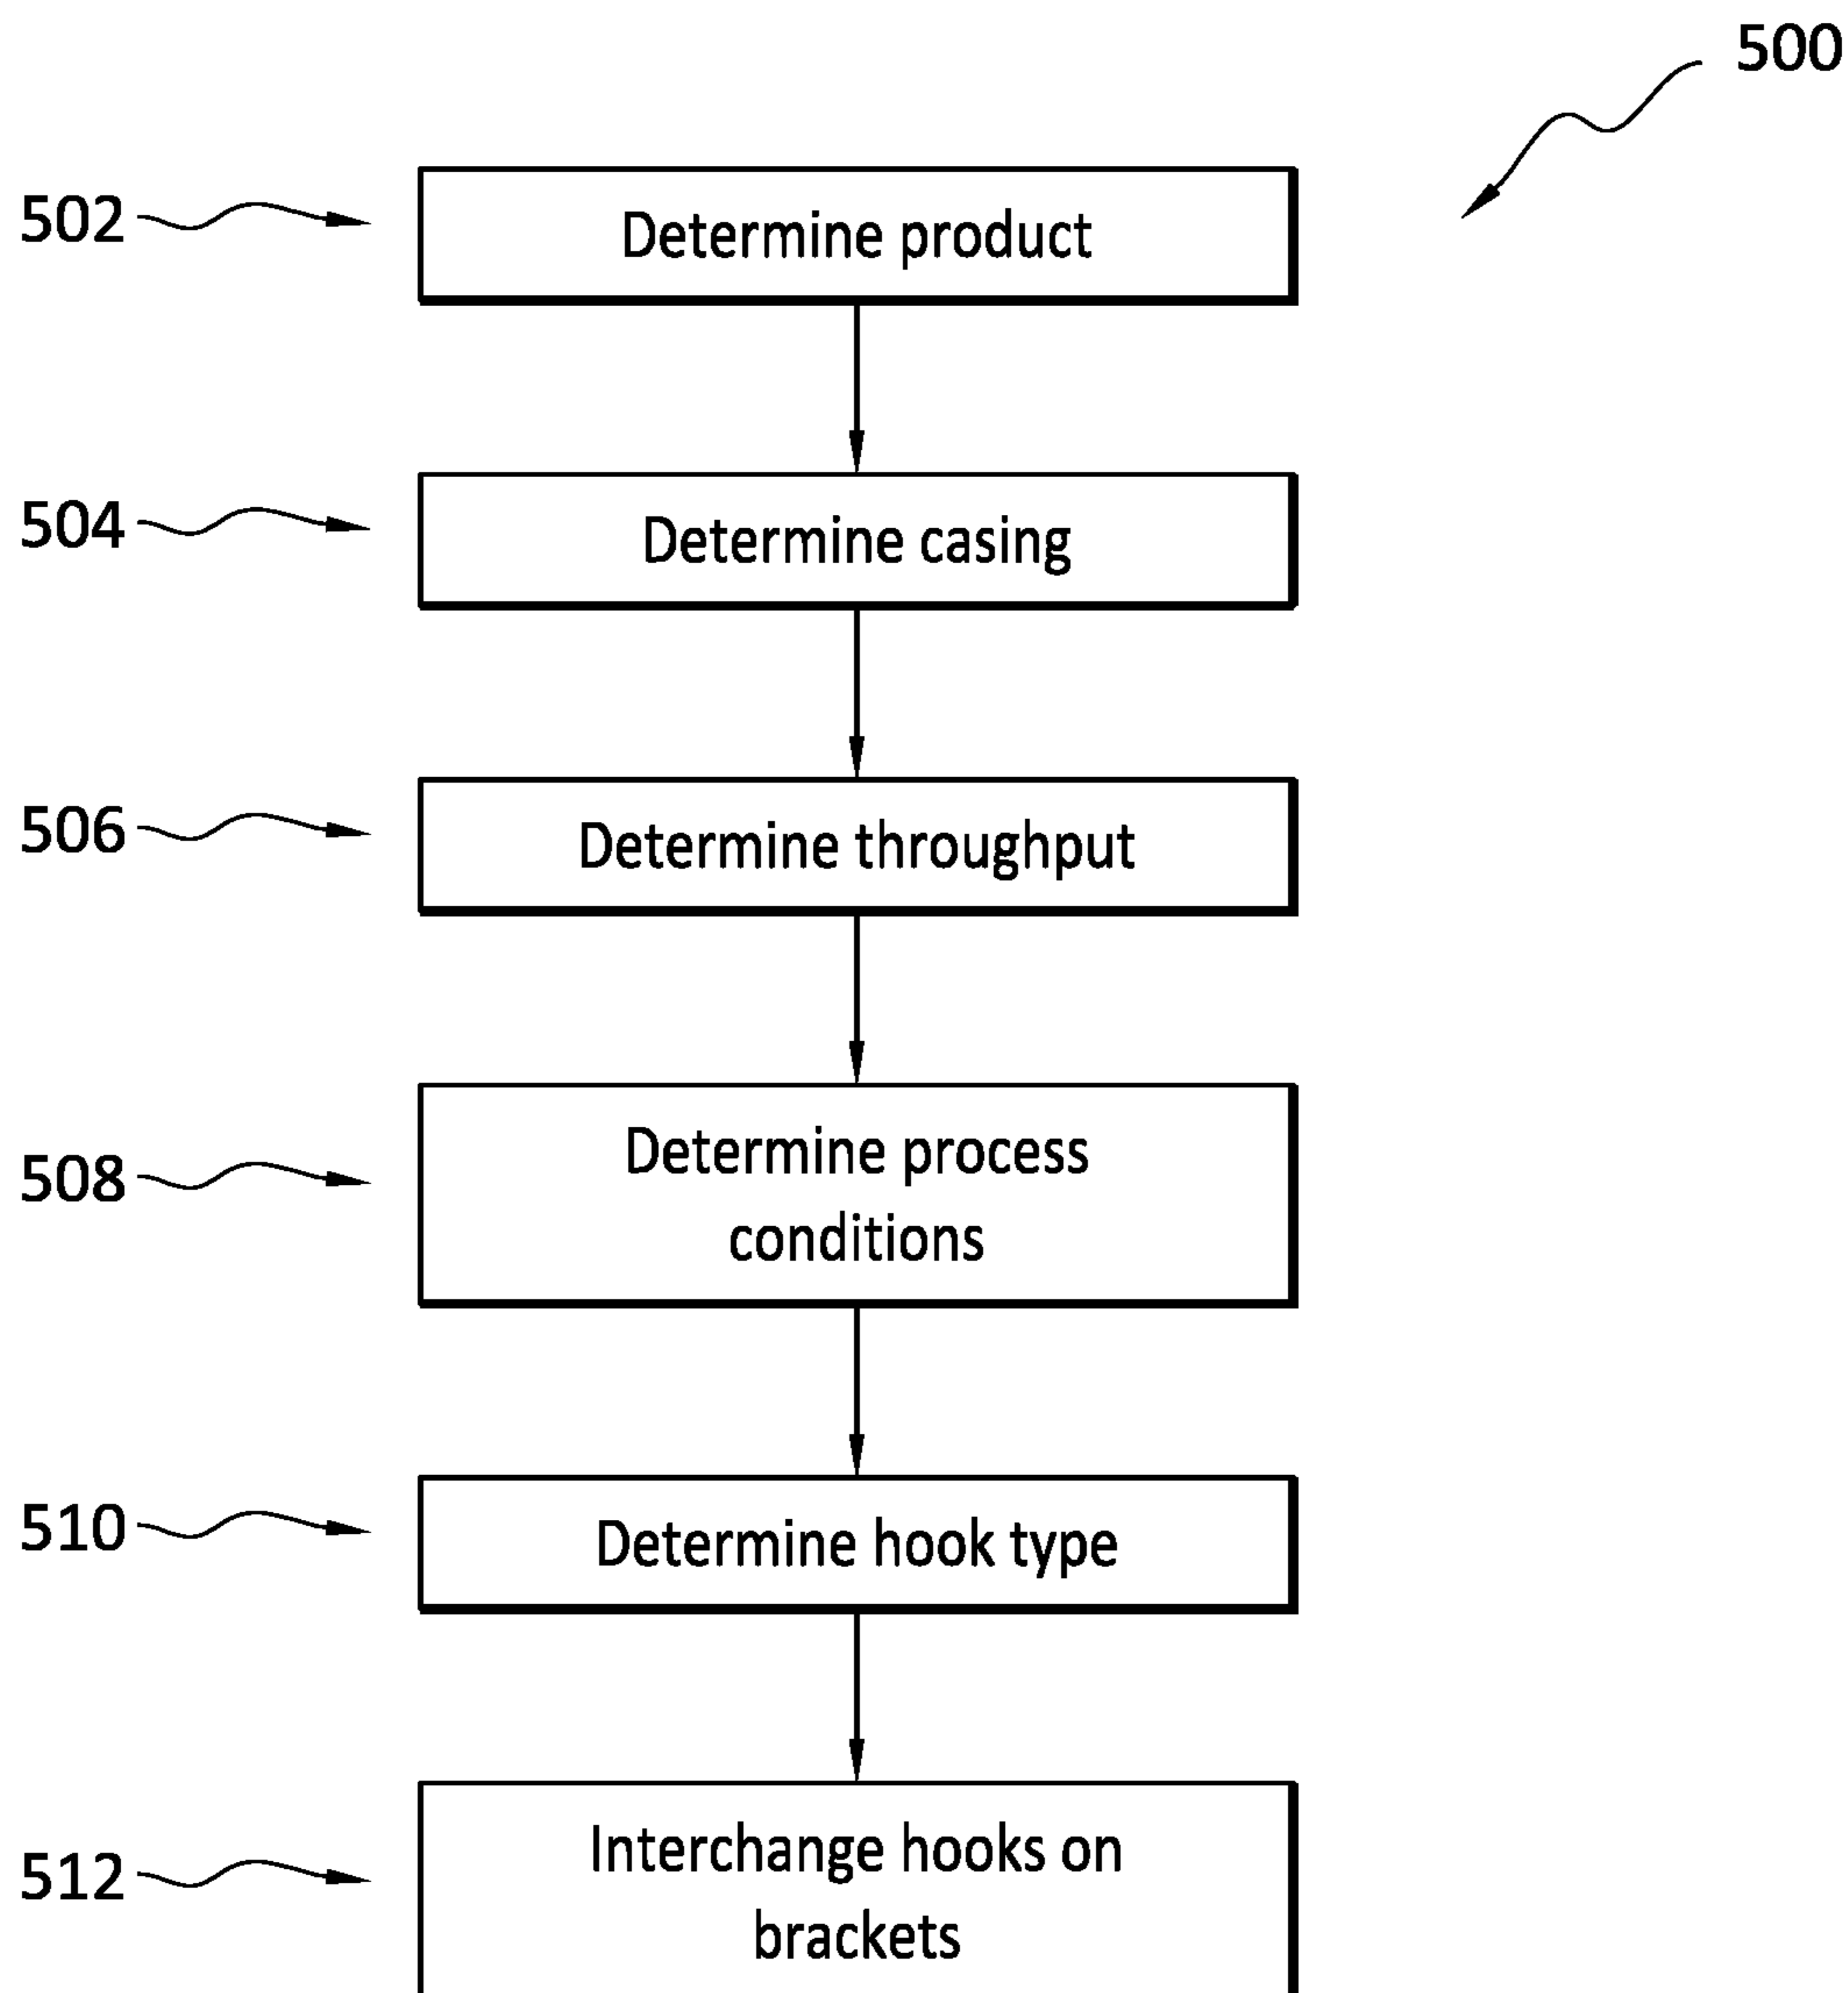 500
502
Determine product
504
Determine casing
506
Determine throughput
508
Determine process
conditions
510
Determine hook type
512
Interchange hooks on
brackets